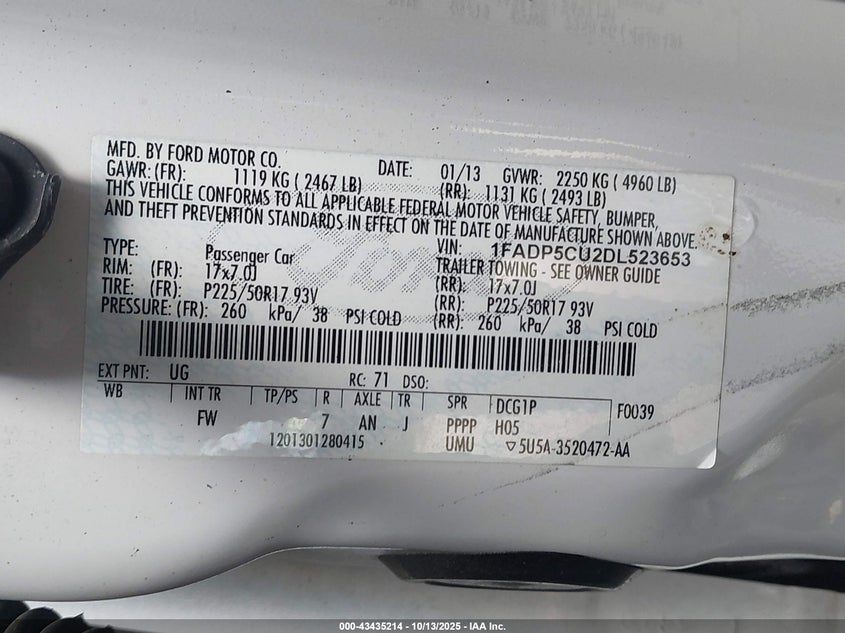 MFD. BY FORD MOTOR CO. DATE: 01/13 GVWR: 2250 KG ( 4960 LB)
GAWR: (FR): 1119 KG ( 2467 LB) (RR): 1131 KG ( 2493 LB)
THIS VEHICLE CONFORMS TO ALL APPLICABLE FEDERAL MOTOR VEHICLE SAFETY, BUMPER,
AND THEFT PREVENTION STANDARDS IN EFFECT ON THE DATE OF MANUFACTURE SHOWN ABOVE.
VIN: 1FADP5CU2DL523653
TYPE: Passenger Car TRAILER TOWING - SEE OWNER GUIDE
RIM: (FR): 17x7.0J (RR): 17x7.0J
TIRE: (FR): P225/50R17 93V (RR): P225/50R17 93V
PRESSURE: (FR): 260 kPa/ 38 PSI COLD (RR): 260 kPa/ 38 PSI COLD
EXT PNT: UG RC: 71 DSO:
WB INT TR TP/PS R AXLE TR SPR DCG1P F0039
FW 7 AN J PPPP H05
1201301280415 UMU ▽5U5A-3520472-AA
000-43435214 - 10/13/2025 - IAA Inc.